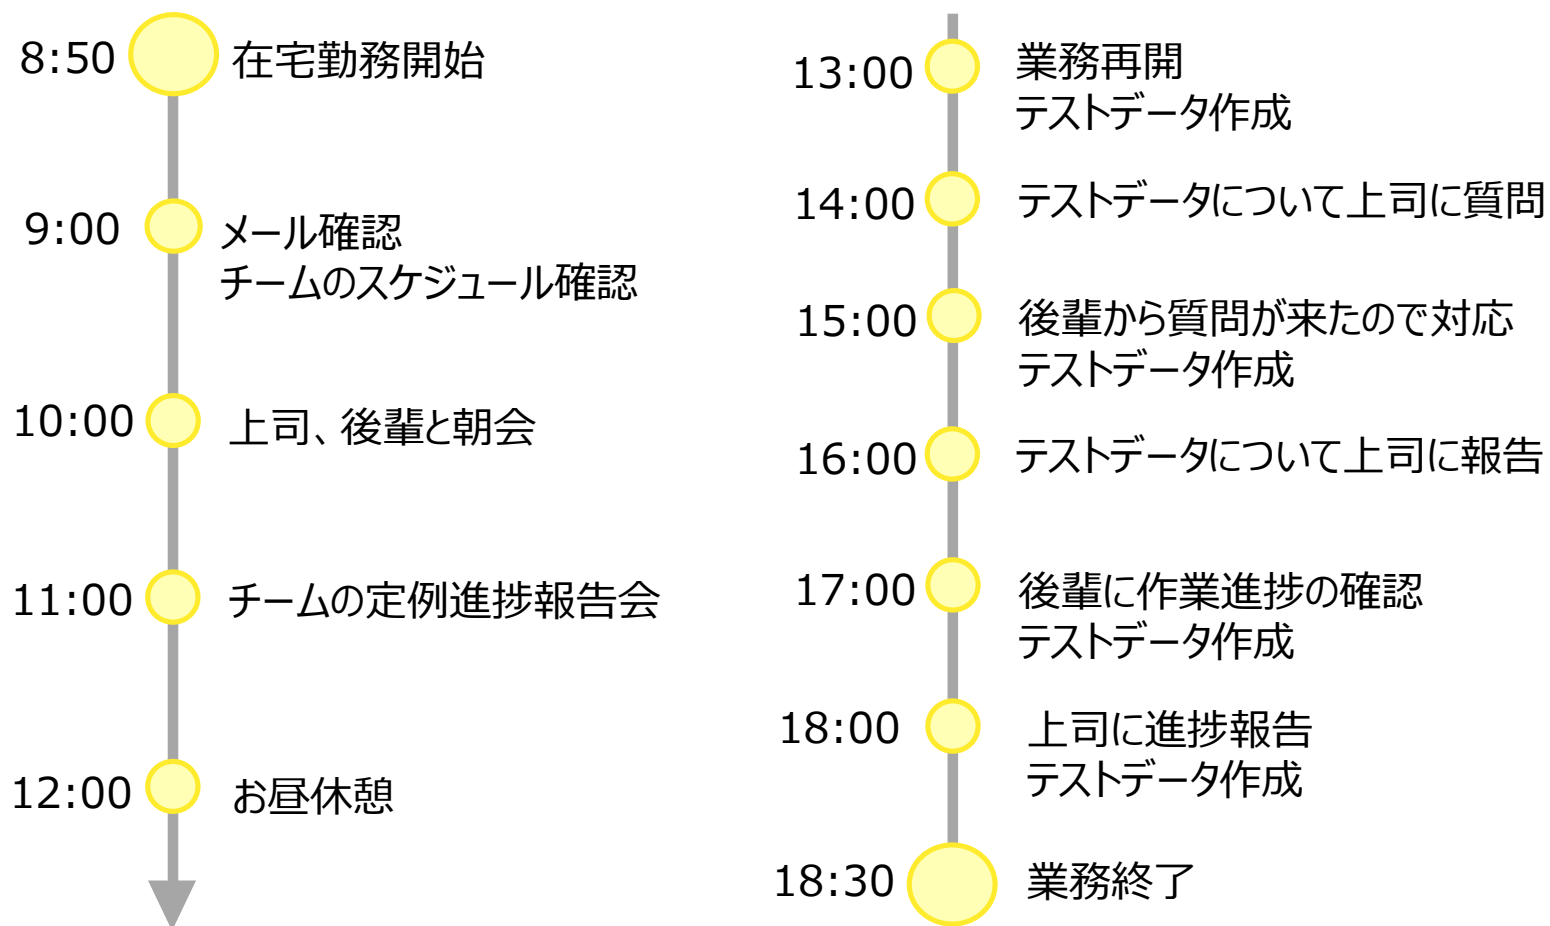 8:50 在宅勤務開始
9:00 メール確認
チームのスケジュール確認
10:00 上司、後輩と朝会
11:00 チームの定例進捗報告会
12:00 お昼休憩
13:00 業務再開
テストデータ作成
14:00 テストデータについて上司に質問
15:00 後輩から質問が来たので対応
テストデータ作成
16:00 テストデータについて上司に報告
17:00 後輩に作業進捗の確認
テストデータ作成
18:00 上司に進捗報告
テストデータ作成
18:30 業務終了